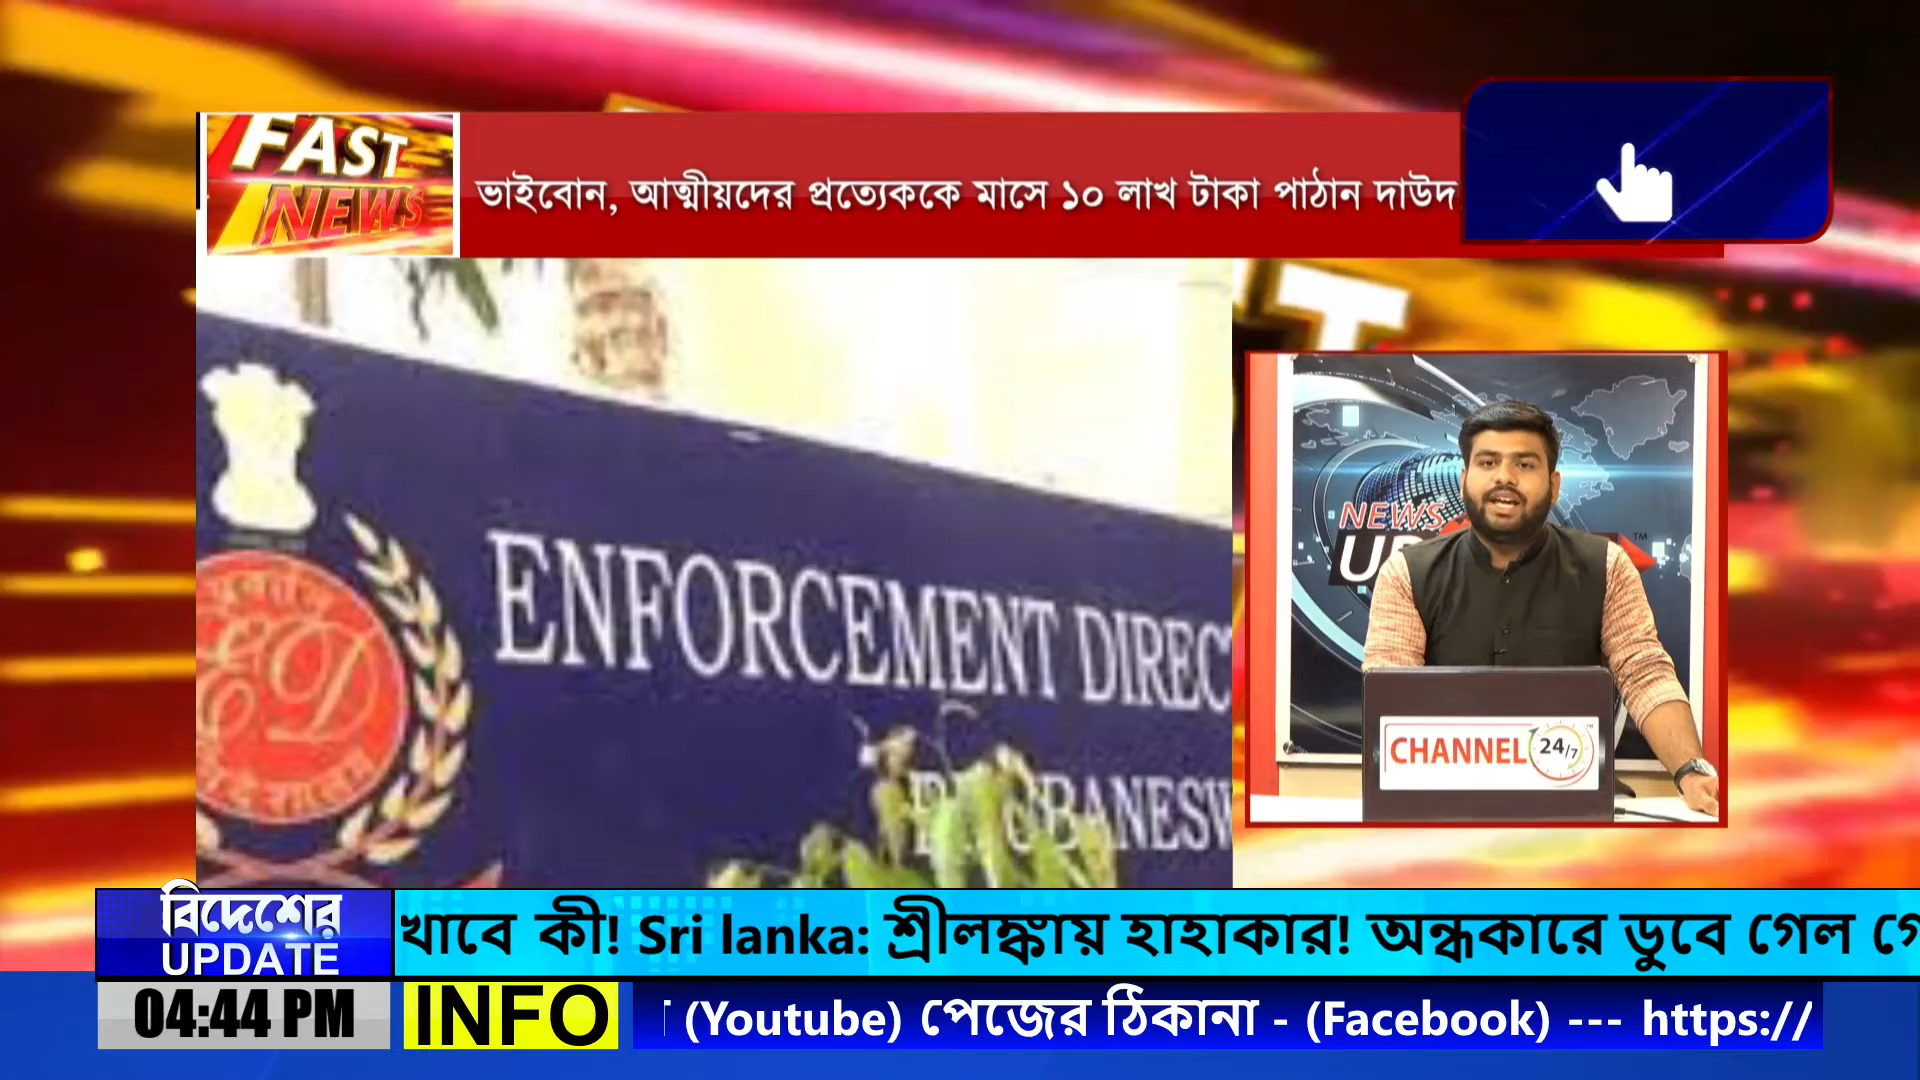 FAST
NEWS
ভাইবোন, আত্মীয়দের প্রত্যেককে মাসে ১০ লাখ টাকা পাঠান দাউদ
ENFORCEMENT DIREC
NEWS
CHANNEL 24/7
বিদেশের
UPDATE
খাবে কী! Sri lanka: শ্রীলঙ্কায় হাহাকার! অন্ধকারে ডুবে গেল
04:44 PM
INFO
(Youtube) পেজের ঠিকানা - (Facebook) --- https://